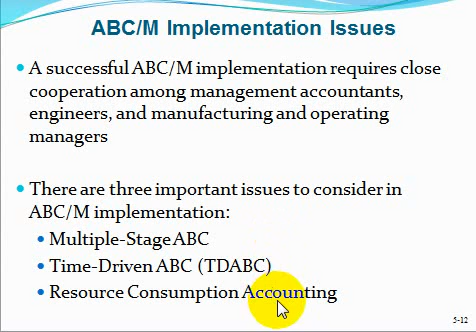 ABC/M Implementation Issues
A successful ABC/M implementation requires close
cooperation among management accountants,
engineers, and manufacturing and operating
managers
There are three important issues to consider in
ABC/M implementation:
Multiple-Stage ABC
Time-Driven ABC (TDABC)
Resource Consumption Accounting
5-12